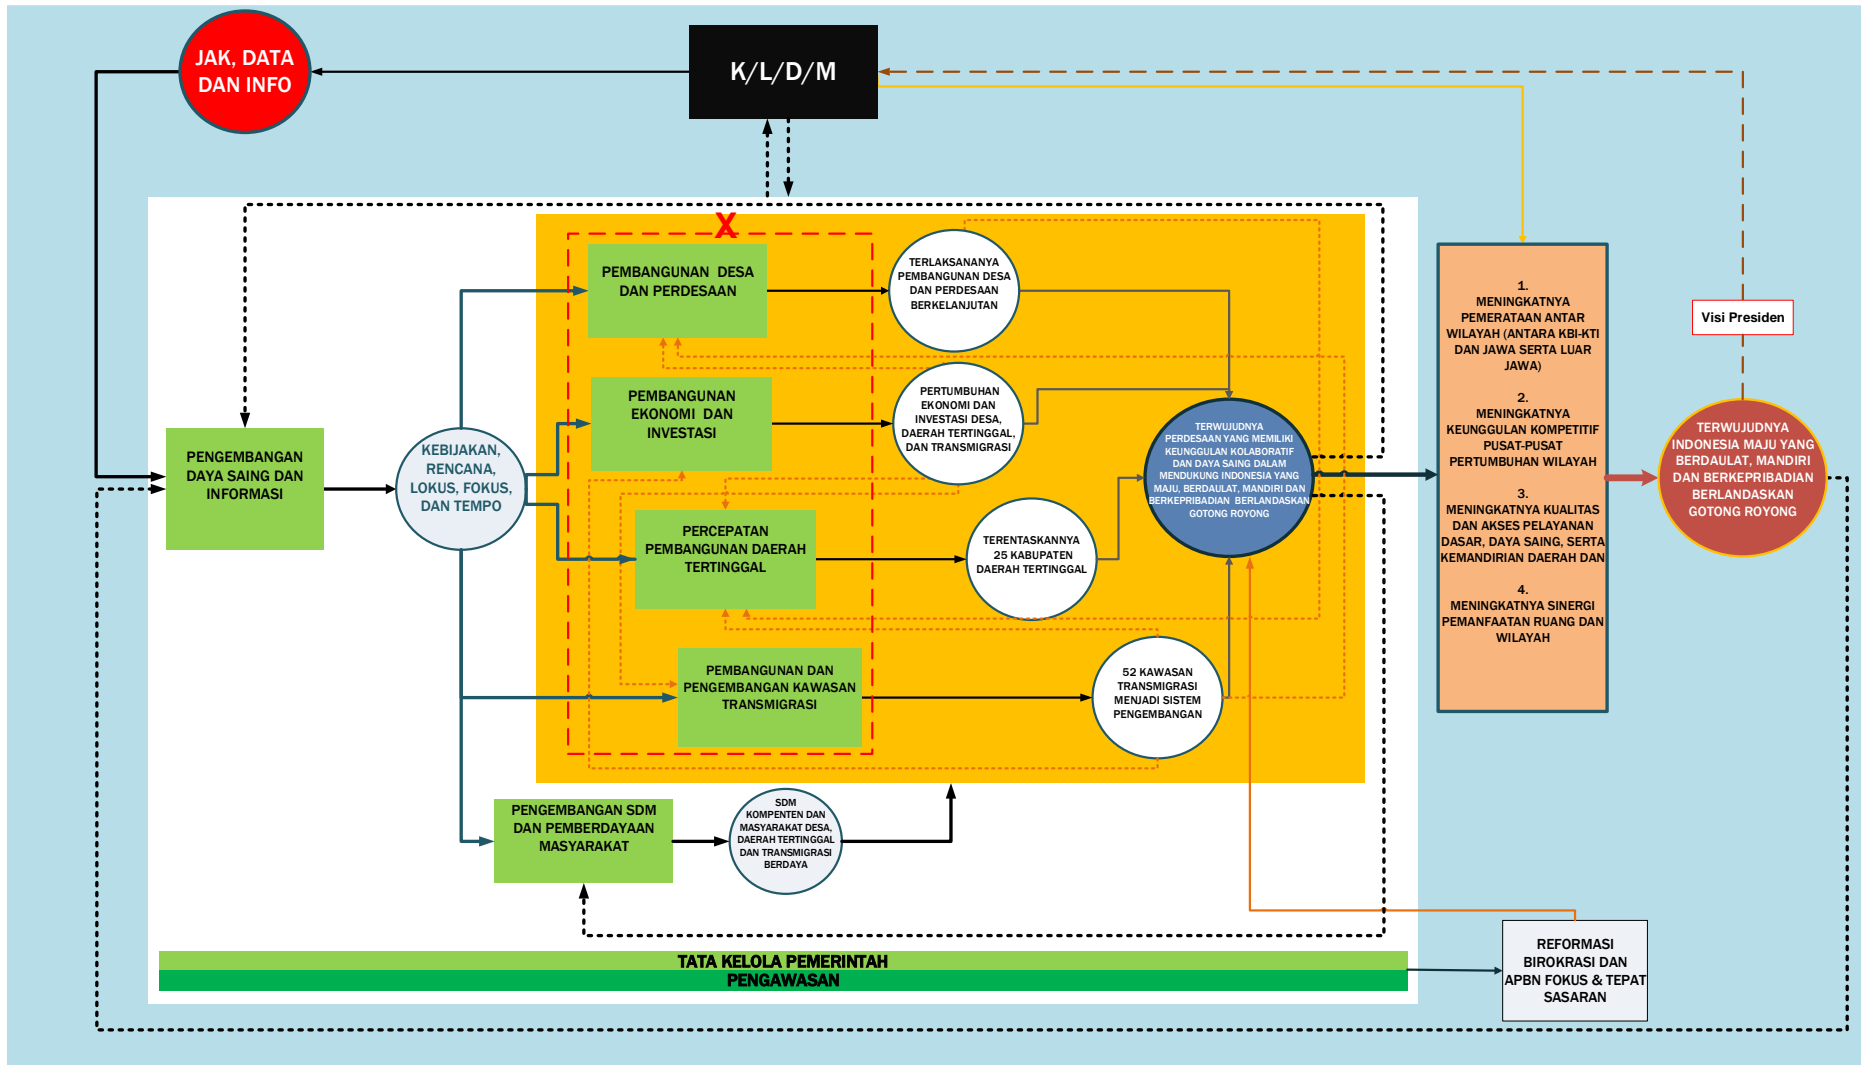 JAK, DATA
DAN INFO
K/L/D/M
X
PENGEMBANGAN
DAYA SAING DAN
INFORMASI
KEBIJAKAN,
RENCANA,
LOKUS, FOKUS,
DAN TEMPO
PEMBANGUNAN DESA
DAN PERDESAAN
TERLAKSANANYA
PEMBANGUNAN DESA
DAN PERDESAAN
BERKELANJUTAN
PEMBANGUNAN
EKONOMI DAN
INVESTASI
PERTUMBUHAN
EKONOMI DAN
INVESTASI DESA,
DAERAH TERTINGGAL,
DAN TRANSMIGRASI
PERCEPATAN
PEMBANGUNAN DAERAH
TERTINGGAL
TERENTASKANNYA
25 KABUPATEN
DAERAH TERTINGGAL
PEMBANGUNAN DAN
PENGEMBANGAN KAWASAN
TRANSMIGRASI
52 KAWASAN
TRANSMIGRASI
MENJADI SISTEM
PENGEMBANGAN
PENGEMBANGAN SDM
DAN PEMBERDAYAAN
MASYARAKAT
SDM
KOMPENTEN DAN
MASYARAKAT DESA,
DAERAH TERTINGGAL
DAN TRANSMIGRASI
BERDAYA
TERWUJUDNYA
PERDESAAN YANG MEMILIKI
KEUNGGULAN KOLABORATIF
DAN DAYA SAING DALAM
MENDUKUNG INDONESIA YANG
MAJU, BERDAULAT, MANDIRI DAN
BERKEPRIBADIAN BERLANDASKAN
GOTONG ROYONG
1.
MENINGKATNYA
PEMERATAAN ANTAR
WILAYAH (ANTARA KBI-KTI
DAN JAWA SERTA LUAR
JAWA)
2.
MENINGKATNYA
KEUNGGULAN KOMPETITIF
PUSAT-PUSAT
PERTUMBUHAN WILAYAH
3.
MENINGKATNYA KUALITAS
DAN AKSES PELAYANAN
DASAR, DAYA SAING, SERTA
KEMANDIRIAN DAERAH DAN
4.
MENINGKATNYA SINERGI
PEMANFAATAN RUANG DAN
WILAYAH
Visi Presiden
TERWUJUDNYA
INDONESIA MAJU YANG
BERDAULAT, MANDIRI
DAN BERKEPRIBADIAN
BERLANDASKAN
GOTONG ROYONG
TATA KELOLA PEMERINTAH
PENGAWASAN
REFORMASI
BIROKRASI DAN
APBN FOKUS & TEPAT
SASARAN